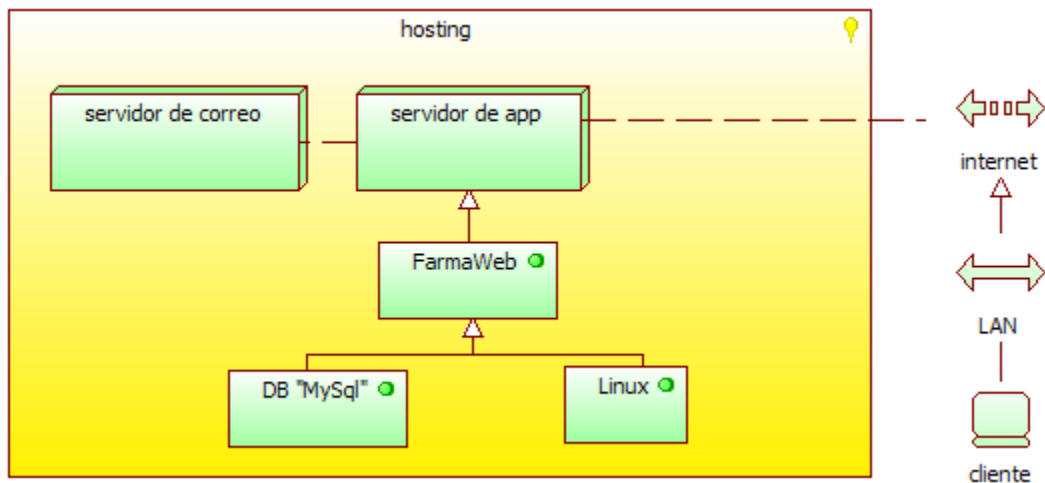 hosting
servidor de correo
servidor de app
internet
FarmaWeb
LAN
DB "MySql"
Linux
cliente